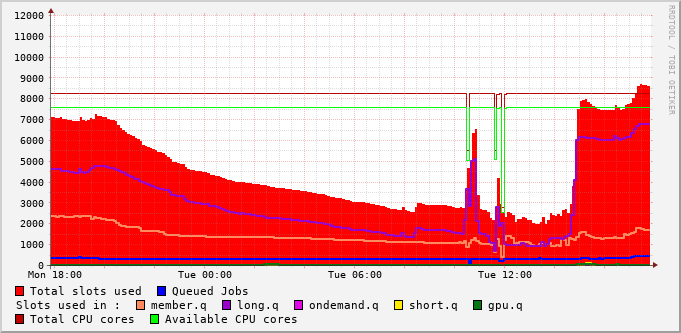 12000
11000
10000
9000
8000
7000
6000
5000
4000
3000
2000
1000
0
Mon 18:00 Tue 00:00 Tue 06:00 Tue 12:00
RRDTOOL / TOBI OETIKER
Total slots used Queued Jobs
Slots used in : member.q long.q ondemand.q short.q gpu.q
Total CPU cores Available CPU cores